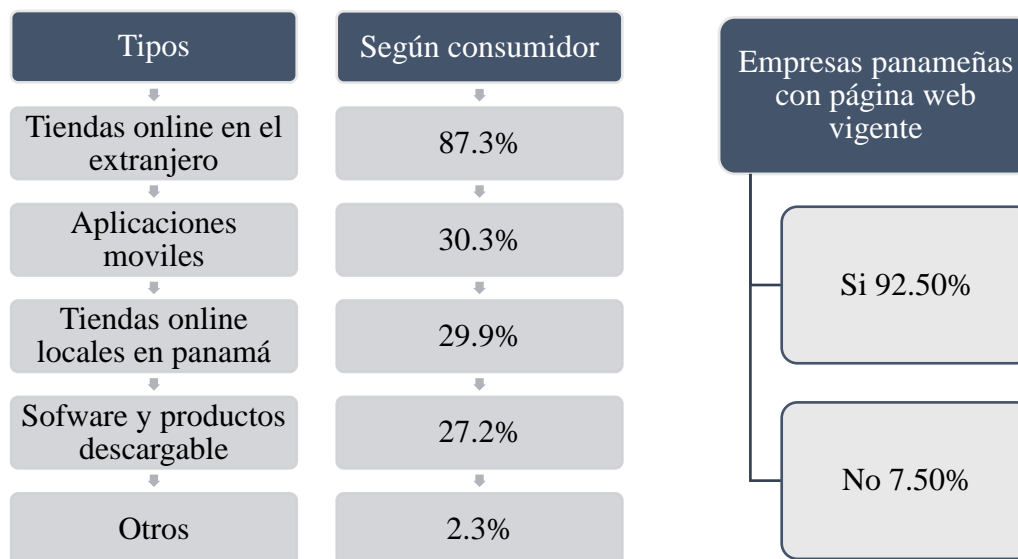 Tipos
Según consumidor
Tiendas online en el
extranjero
87.3%
Aplicaciones
moviles
30.3%
Tiendas online
locales en panamá
29.9%
Sofware y productos
descargable
27.2%
Otros
2.3%
Empresas panameñas
con página web
vigente
Si 92.50%
No 7.50%